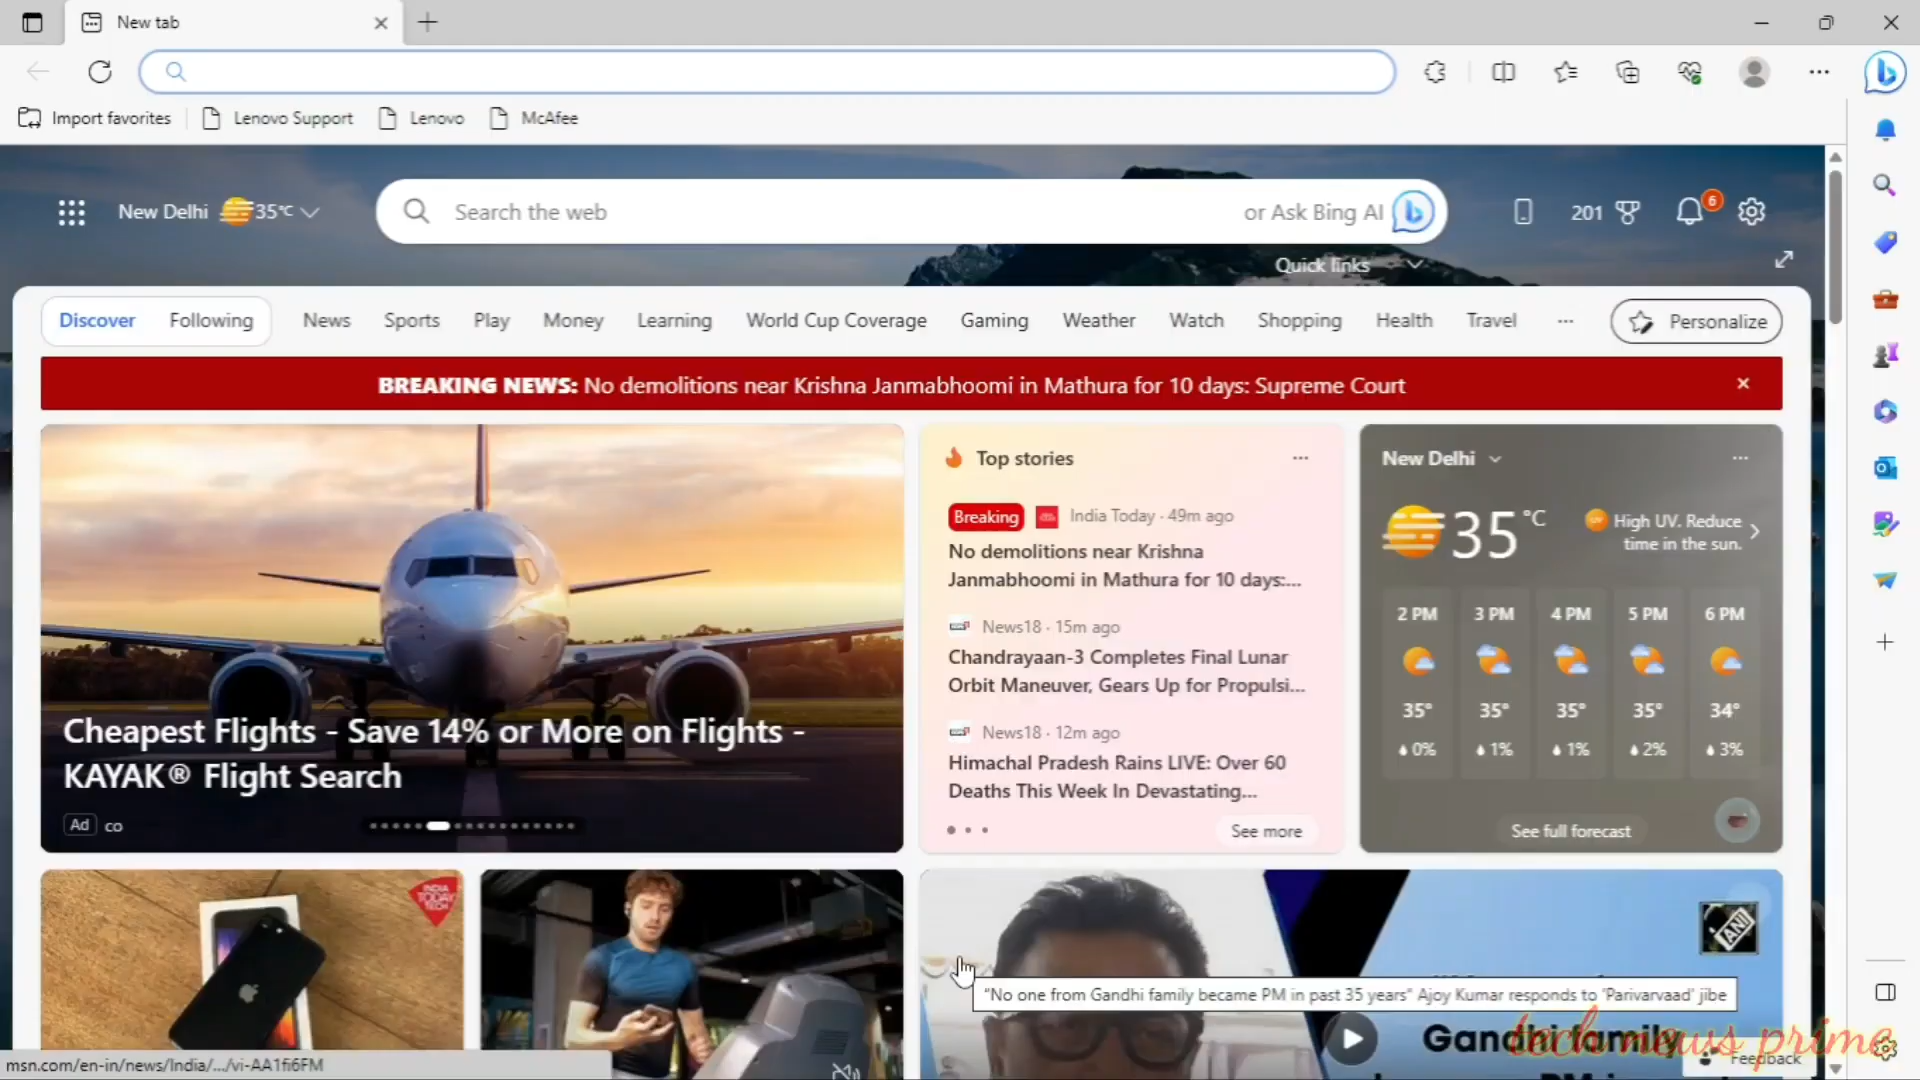 New tab
Import favorites
Lenovo Support
Lenovo
McAfee
New Delhi 35°C
Search the web
or Ask Bing AI
201
6
Quick links
Discover
Following
News
Sports
Play
Money
Learning
World Cup Coverage
Gaming
Weather
Watch
Shopping
Health
Travel
Personalize
BREAKING NEWS: No demolitions near Krishna Janmabhoomi in Mathura for 10 days: Supreme Court
Cheapest Flights - Save 14% or More on Flights -
KAYAK® Flight Search
Ad co
Top stories
Breaking India Today · 49m ago
No demolitions near Krishna
Janmabhoomi in Mathura for 10 days:...
News18 · 15m ago
Chandrayaan-3 Completes Final Lunar
Orbit Maneuver, Gears Up for Propulsi...
News18 · 12m ago
Himachal Pradesh Rains LIVE: Over 60
Deaths This Week In Devastating...
See more
New Delhi
35 °C
High UV. Reduce
time in the sun.
2 PM 3 PM 4 PM 5 PM 6 PM
35° 35° 35° 35° 34°
0% 1% 1% 2% 3%
See full forecast
INDIA
TODAY
TECH
ANI
"No one from Gandhi family became PM in past 35 years" Ajoy Kumar responds to 'Parivarvaad' jibe
Gandhi family
tech news prime
Feedback
msn.com/en-in/news/India/.../vi-AA1fi6FM